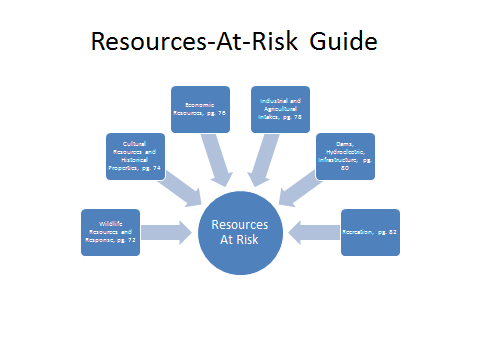 Resources-At-Risk Guide
Economic
Resources, pg. 76
Industrial and
Agricultural
Intakes, pg. 78
Cultural
Resources and
Historical
Properties, pg. 74
Dams,
Hydroelectric,
Infrastructure, pg.
80
Wildlife
Resources and
Response, pg. 72
Resources
At Risk
Recreation, pg. 82